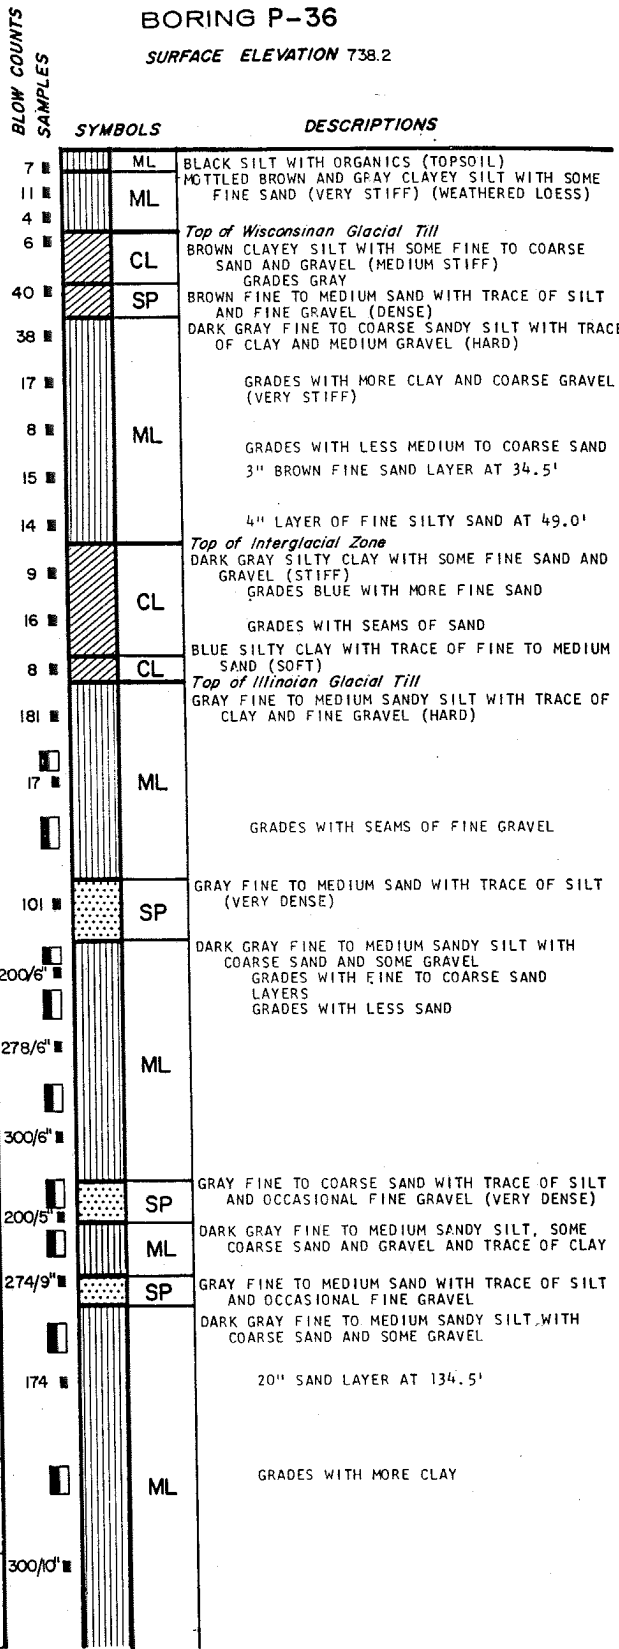 BORING P-36
SURFACE ELEVATION 738.2
BLOW COUNTS
SAMPLES
SYMBOLS
DESCRIPTIONS
7 ML BLACK SILT WITH ORGANICS (TOPSOIL)
11 ML MOTTLED BROWN AND GRAY CLAYEY SILT WITH SOME
FINE SAND (VERY STIFF) (WEATHERED LOESS)
4
Top of Wisconsinan Glacial Till
6 CL BROWN CLAYEY SILT WITH SOME FINE TO COARSE
SAND AND GRAVEL (MEDIUM STIFF)
GRADES GRAY
40 SP BROWN FINE TO MEDIUM SAND WITH TRACE OF SILT
AND FINE GRAVEL (DENSE)
38 DARK GRAY FINE TO COARSE SANDY SILT WITH TRACE
OF CLAY AND MEDIUM GRAVEL (HARD)
17 GRADES WITH MORE CLAY AND COARSE GRAVEL
(VERY STIFF)
8 ML
GRADES WITH LESS MEDIUM TO COARSE SAND
15 3" BROWN FINE SAND LAYER AT 34.5'
14 4" LAYER OF FINE SILTY SAND AT 49.0'
Top of Interglacial Zone
DARK GRAY SILTY CLAY WITH SOME FINE SAND AND
9 GRAVEL (STIFF)
CL GRADES BLUE WITH MORE FINE SAND
16 GRADES WITH SEAMS OF SAND
BLUE SILTY CLAY WITH TRACE OF FINE TO MEDIUM
8 CL SAND (SOFT)
Top of Illinoian Glacial Till
GRAY FINE TO MEDIUM SANDY SILT WITH TRACE OF
181 CLAY AND FINE GRAVEL (HARD)
17 ML
GRADES WITH SEAMS OF FINE GRAVEL
GRAY FINE TO MEDIUM SAND WITH TRACE OF SILT
101 SP (VERY DENSE)
DARK GRAY FINE TO MEDIUM SANDY SILT WITH
COARSE SAND AND SOME GRAVEL
200/6" GRADES WITH FINE TO COARSE SAND
LAYERS
GRADES WITH LESS SAND
278/6"
ML
300/6"
GRAY FINE TO COARSE SAND WITH TRACE OF SILT
SP AND OCCASIONAL FINE GRAVEL (VERY DENSE)
200/5"
DARK GRAY FINE TO MEDIUM SANDY SILT, SOME
ML COARSE SAND AND GRAVEL AND TRACE OF CLAY
274/9" SP GRAY FINE TO MEDIUM SAND WITH TRACE OF SILT
AND OCCASIONAL FINE GRAVEL
DARK GRAY FINE TO MEDIUM SANDY SILT, WITH
COARSE SAND AND SOME GRAVEL
174 20" SAND LAYER AT 134.5'
GRADES WITH MORE CLAY
ML
300/10"